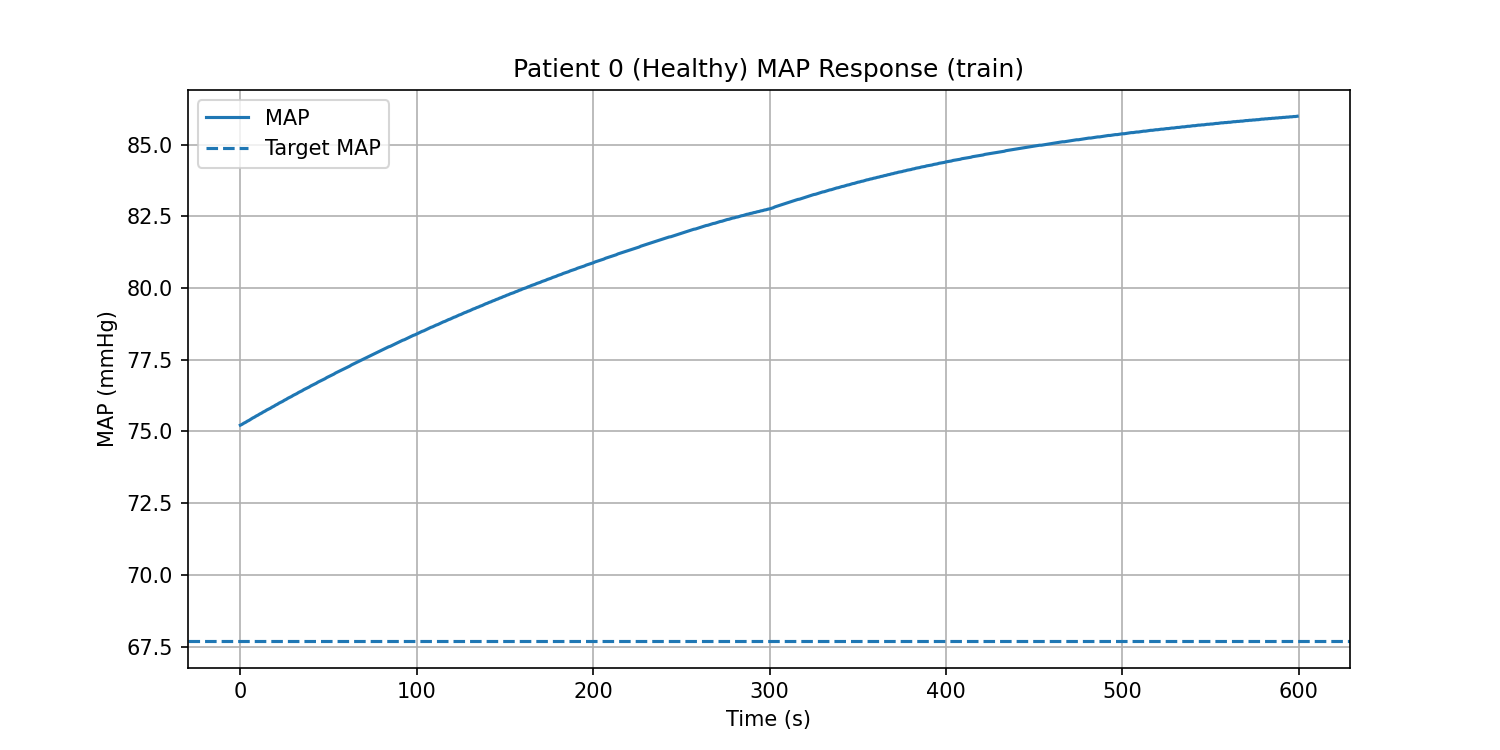 Patient 0 (Healthy) MAP Response (train)
MAP
Target MAP
MAP (mmHg)
85.0
82.5
80.0
77.5
75.0
72.5
70.0
67.5
0 100 200 300 400 500 600
Time (s)